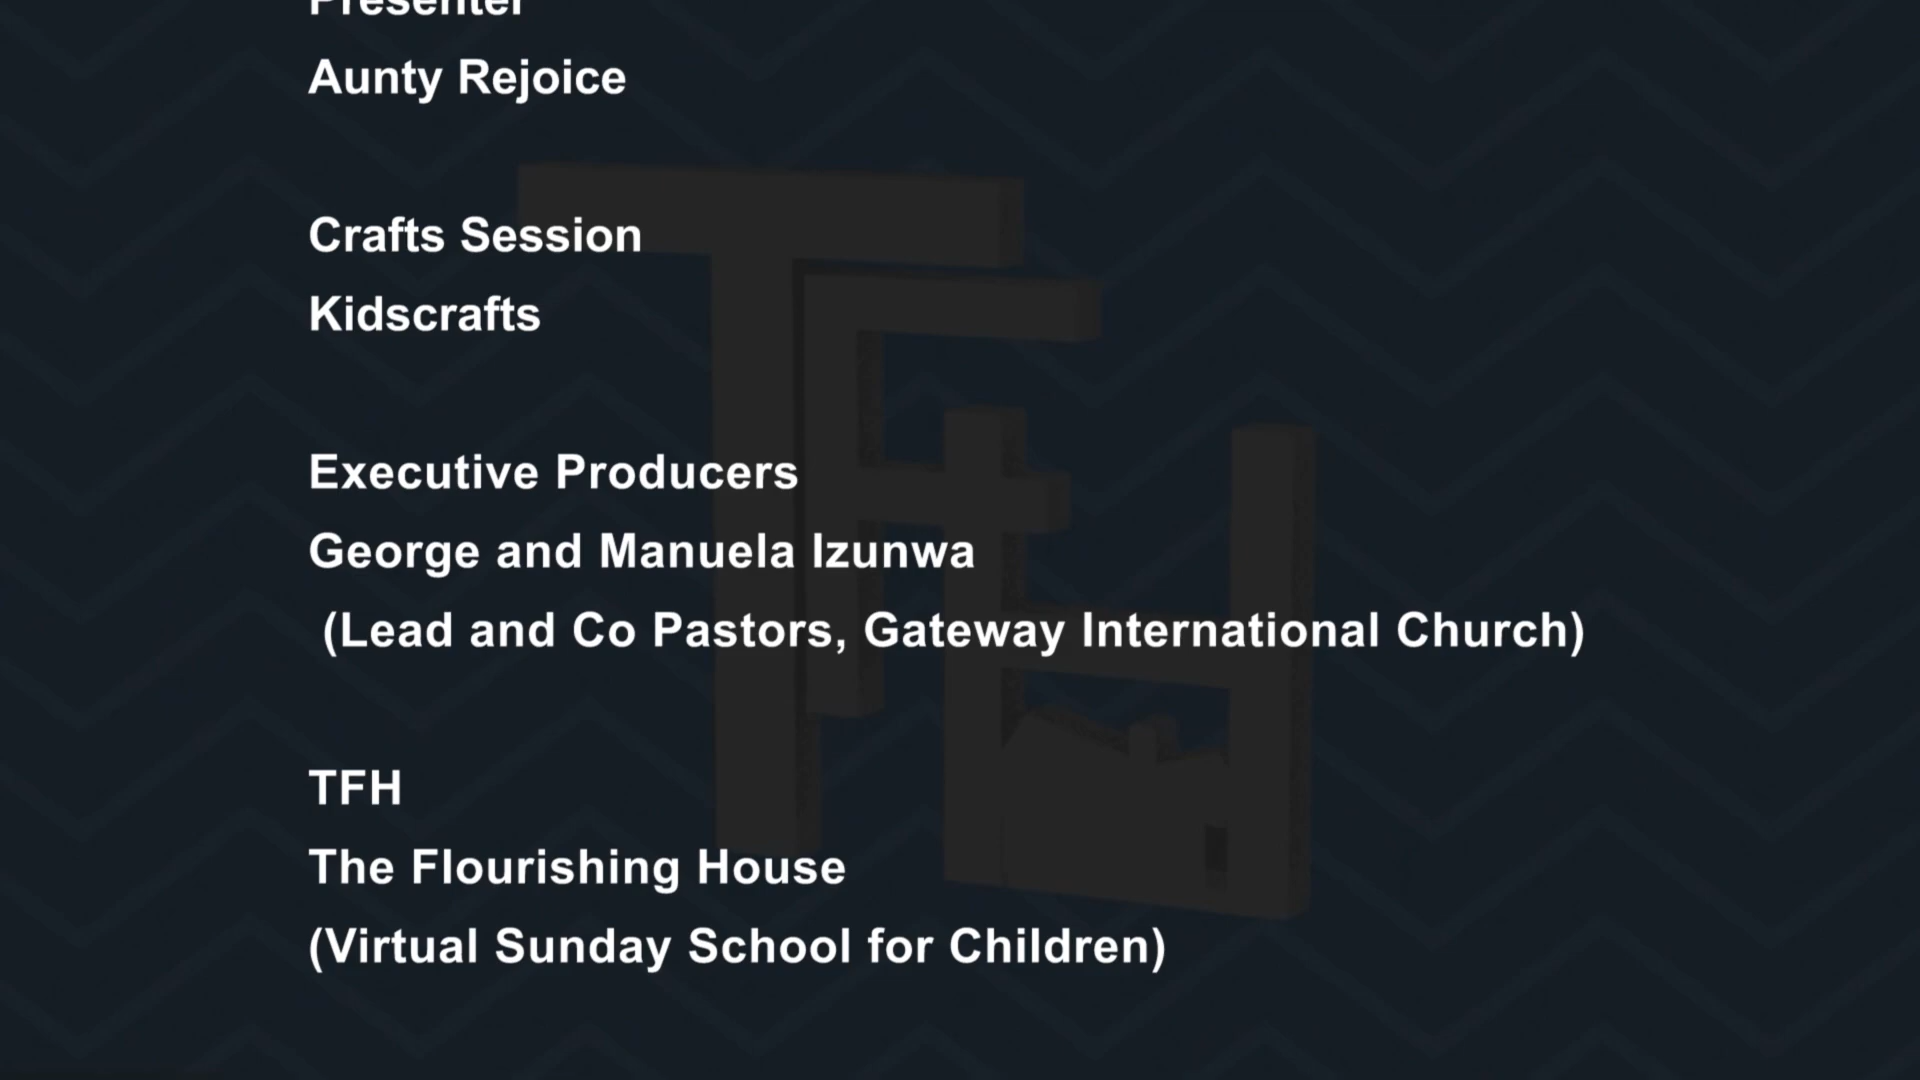 Presenter
Aunty Rejoice
Crafts Session
Kidscrafts
Executive Producers
George and Manuela Izunwa
(Lead and Co Pastors, Gateway International Church)
TFH
The Flourishing House
(Virtual Sunday School for Children)